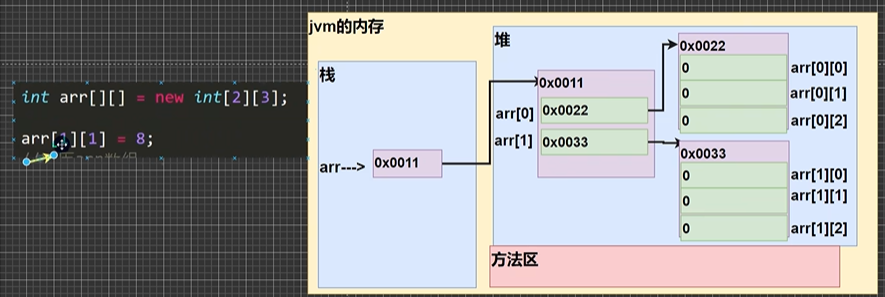 int arr[][] = new int[2][3];
arr[1][1] = 8;
jvm的内存
栈
arr--->
0x0011
堆
0x0011
arr[0]
0x0022
arr[1]
0x0033
0x0022
0
arr[0][0]
0
arr[0][1]
0
arr[0][2]
0x0033
0
arr[1][0]
0
arr[1][1]
0
arr[1][2]
方法区